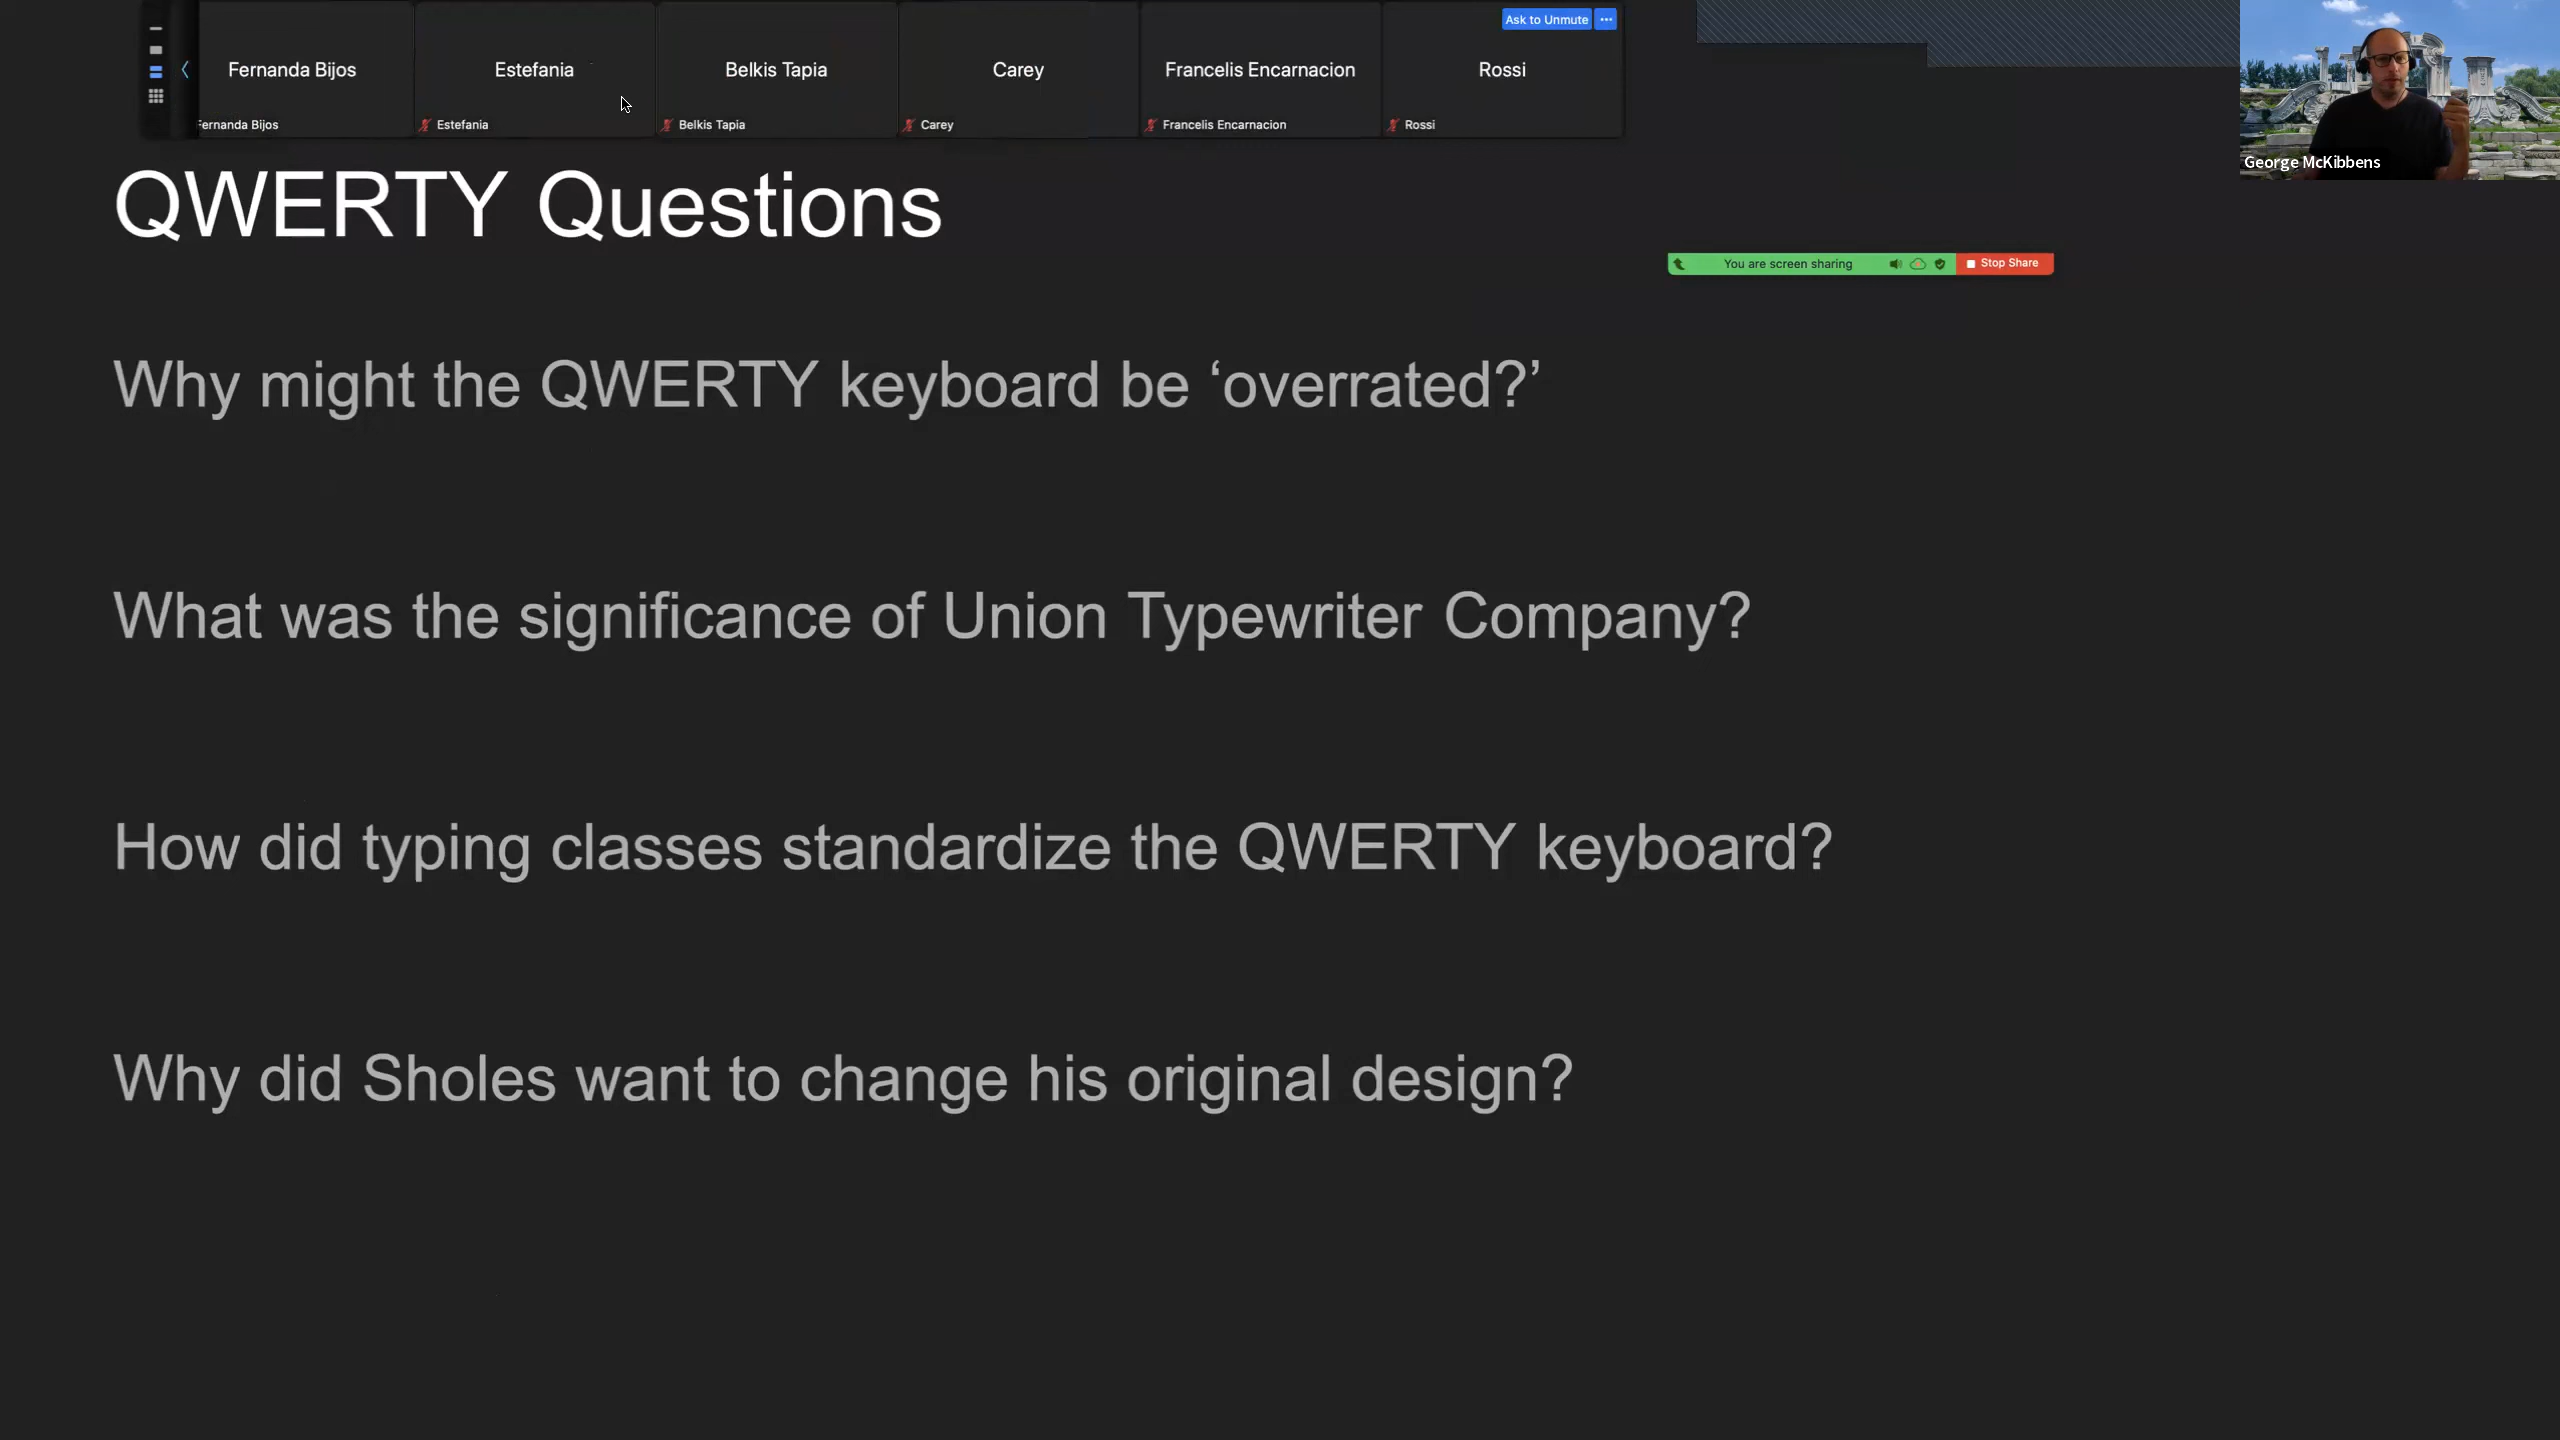 Fernanda Bijos
Estefania
Belkis Tapia
Carey
Francelis Encarnacion
Rossi
Ask to Unmute
Fernanda Bijos
Estefania
Belkis Tapia
Carey
Francelis Encarnacion
Rossi
George McKibbens
QWERTY Questions
You are screen sharing
Stop Share
Why might the QWERTY keyboard be ‘overrated?’
What was the significance of Union Typewriter Company?
How did typing classes standardize the QWERTY keyboard?
Why did Sholes want to change his original design?